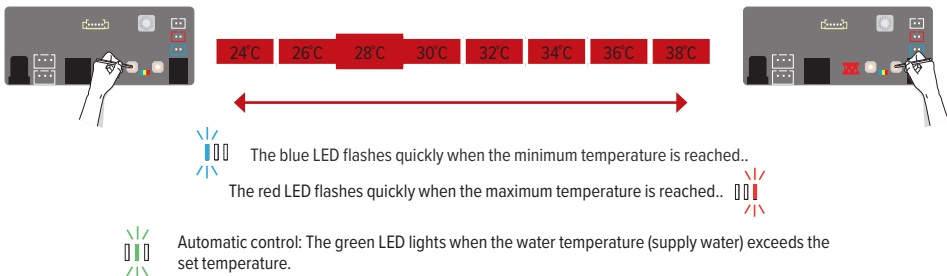 24°C 26°C 28°C 30°C 32°C 34°C 36°C 38°C
The blue LED flashes quickly when the minimum temperature is reached..
The red LED flashes quickly when the maximum temperature is reached..
Automatic control: The green LED lights when the water temperature (supply water) exceeds the
set temperature.